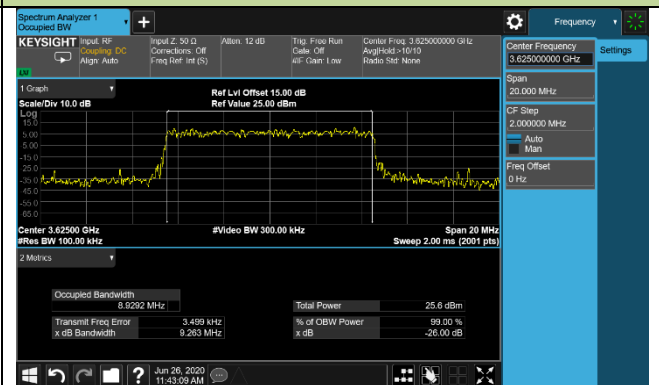 Spectrum Analyzer 1
Occupied BW
Frequency
KEYSIGHT
Input: RF
Coupling: DC
Align: Auto
Input Z: 50 Ω
Corrections: Off
Freq Ref: Int (S)
Atten: 12 dB
Trig: Free Run
Gate: Off
#IF Gain: Low
Center Freq: 3.625000000 GHz
Avg|Hold:>10/10
Radio Std: None
Center Frequency
3.625000000 GHz
Settings
Span
20.000 MHz
CF Step
2.000000 MHz
Auto
Man
Freq Offset
0 Hz
1 Graph
Scale/Div 10.0 dB
Ref Lvl Offset 15.00 dB
Ref Value 25.00 dBm
Log
15.0
5.00
-5.00
-15.0
-25.0
-35.0
-45.0
-55.0
-65.0
Center 3.62500 GHz
#Res BW 100.00 kHz
#Video BW 300.00 kHz
Span 20 MHz
Sweep 2.00 ms (2001 pts)
2 Metrics
Occupied Bandwidth
8.9292 MHz
Total Power 25.6 dBm
Transmit Freq Error 3.499 kHz
% of OBW Power 99.00 %
x dB Bandwidth 9.263 MHz
x dB -26.00 dB
Jun 26, 2020
11:43:09 AM